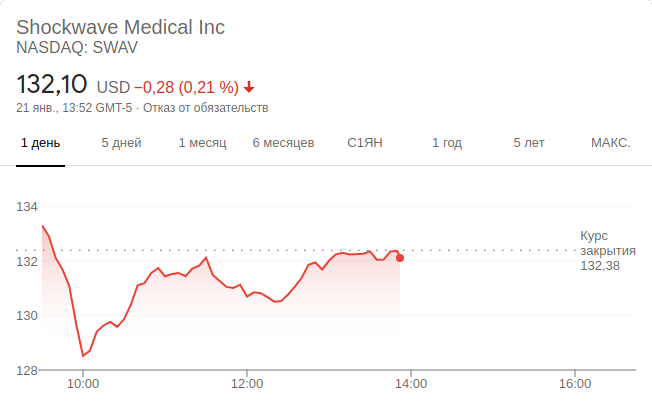 Shockwave Medical Inc
NASDAQ: SWAV
132,10 USD −0,28 (0,21 %) ↓
21 янв., 13:52 GMT-5 · Отказ от обязательств
1 день 5 дней 1 месяц 6 месяцев С1ЯН 1 год 5 лет МАКС.
134
132
130
128
Курс
закрытия
132,38
10:00 12:00 14:00 16:00